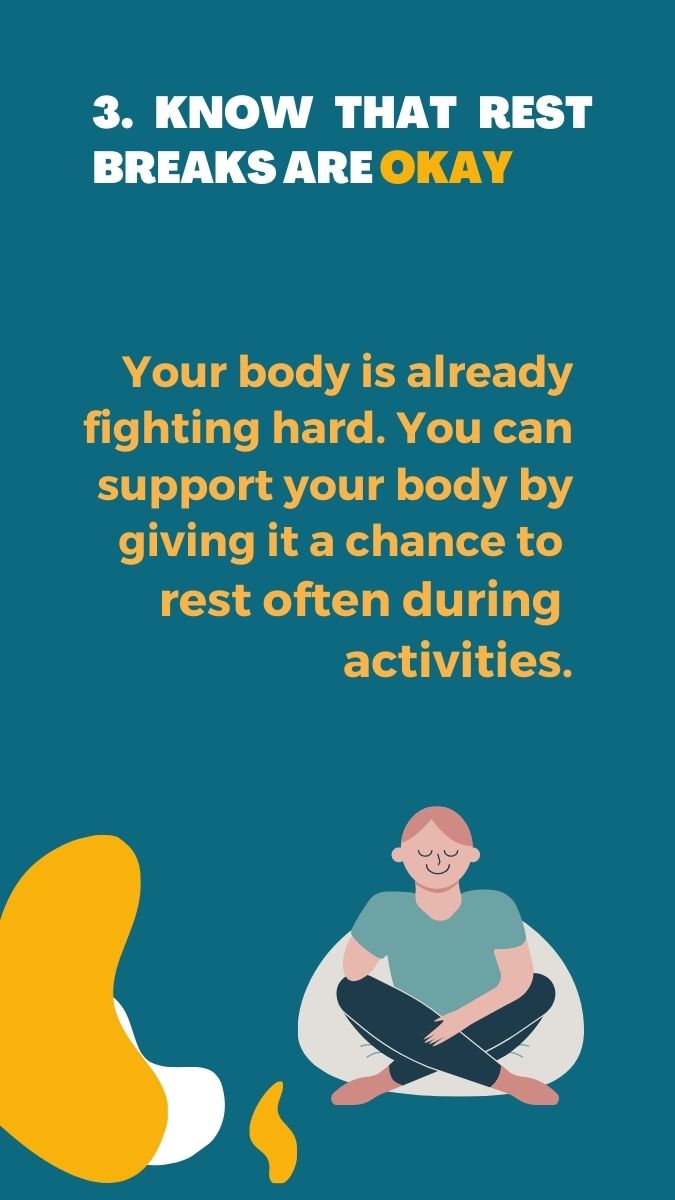 3. KNOW THAT REST
BREAKS ARE OKAY
Your body is already
fighting hard. You can
support your body by
giving it a chance to
rest often during
activities.